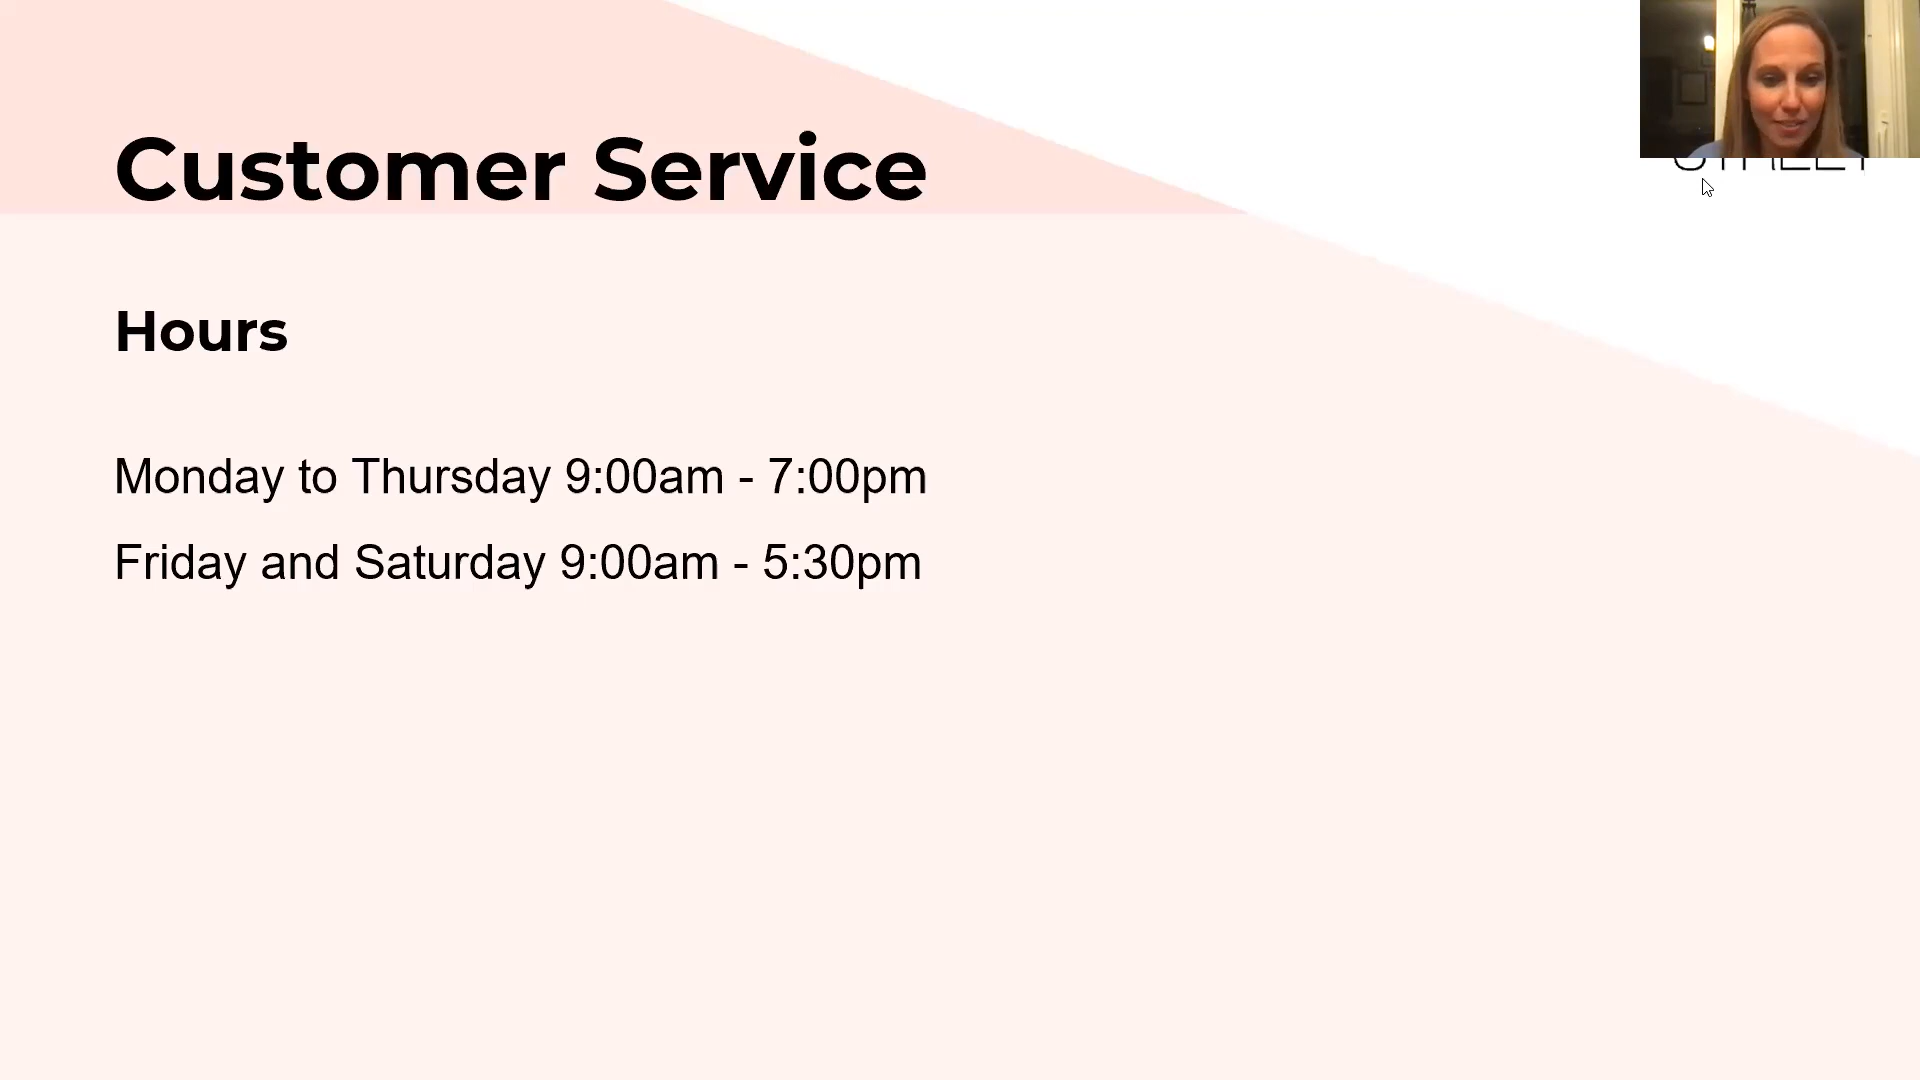 Customer Service
Hours
Monday to Thursday 9:00am - 7:00pm
Friday and Saturday 9:00am - 5:30pm